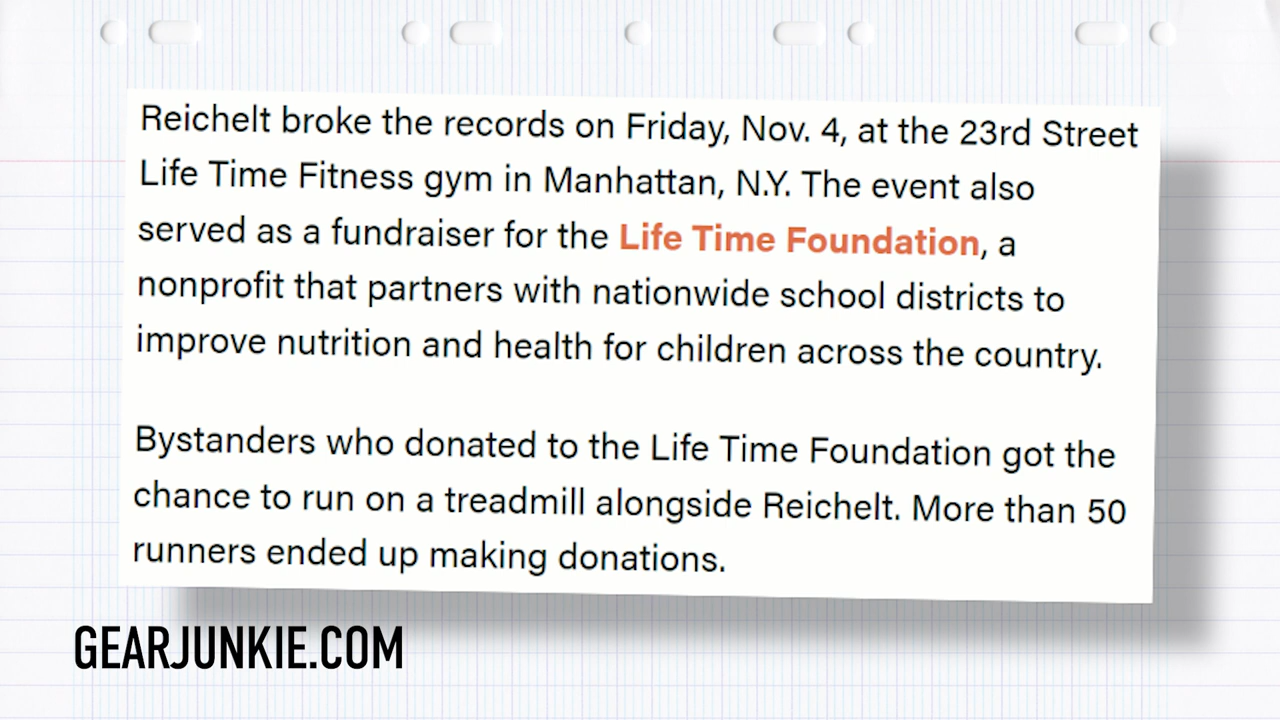 Reichelt broke the records on Friday, Nov. 4, at the 23rd Street
Life Time Fitness gym in Manhattan, N.Y. The event also
served as a fundraiser for the Life Time Foundation, a
nonprofit that partners with nationwide school districts to
improve nutrition and health for children across the country.
Bystanders who donated to the Life Time Foundation got the
chance to run on a treadmill alongside Reichelt. More than 50
runners ended up making donations.
GEARJUNKIE.COM